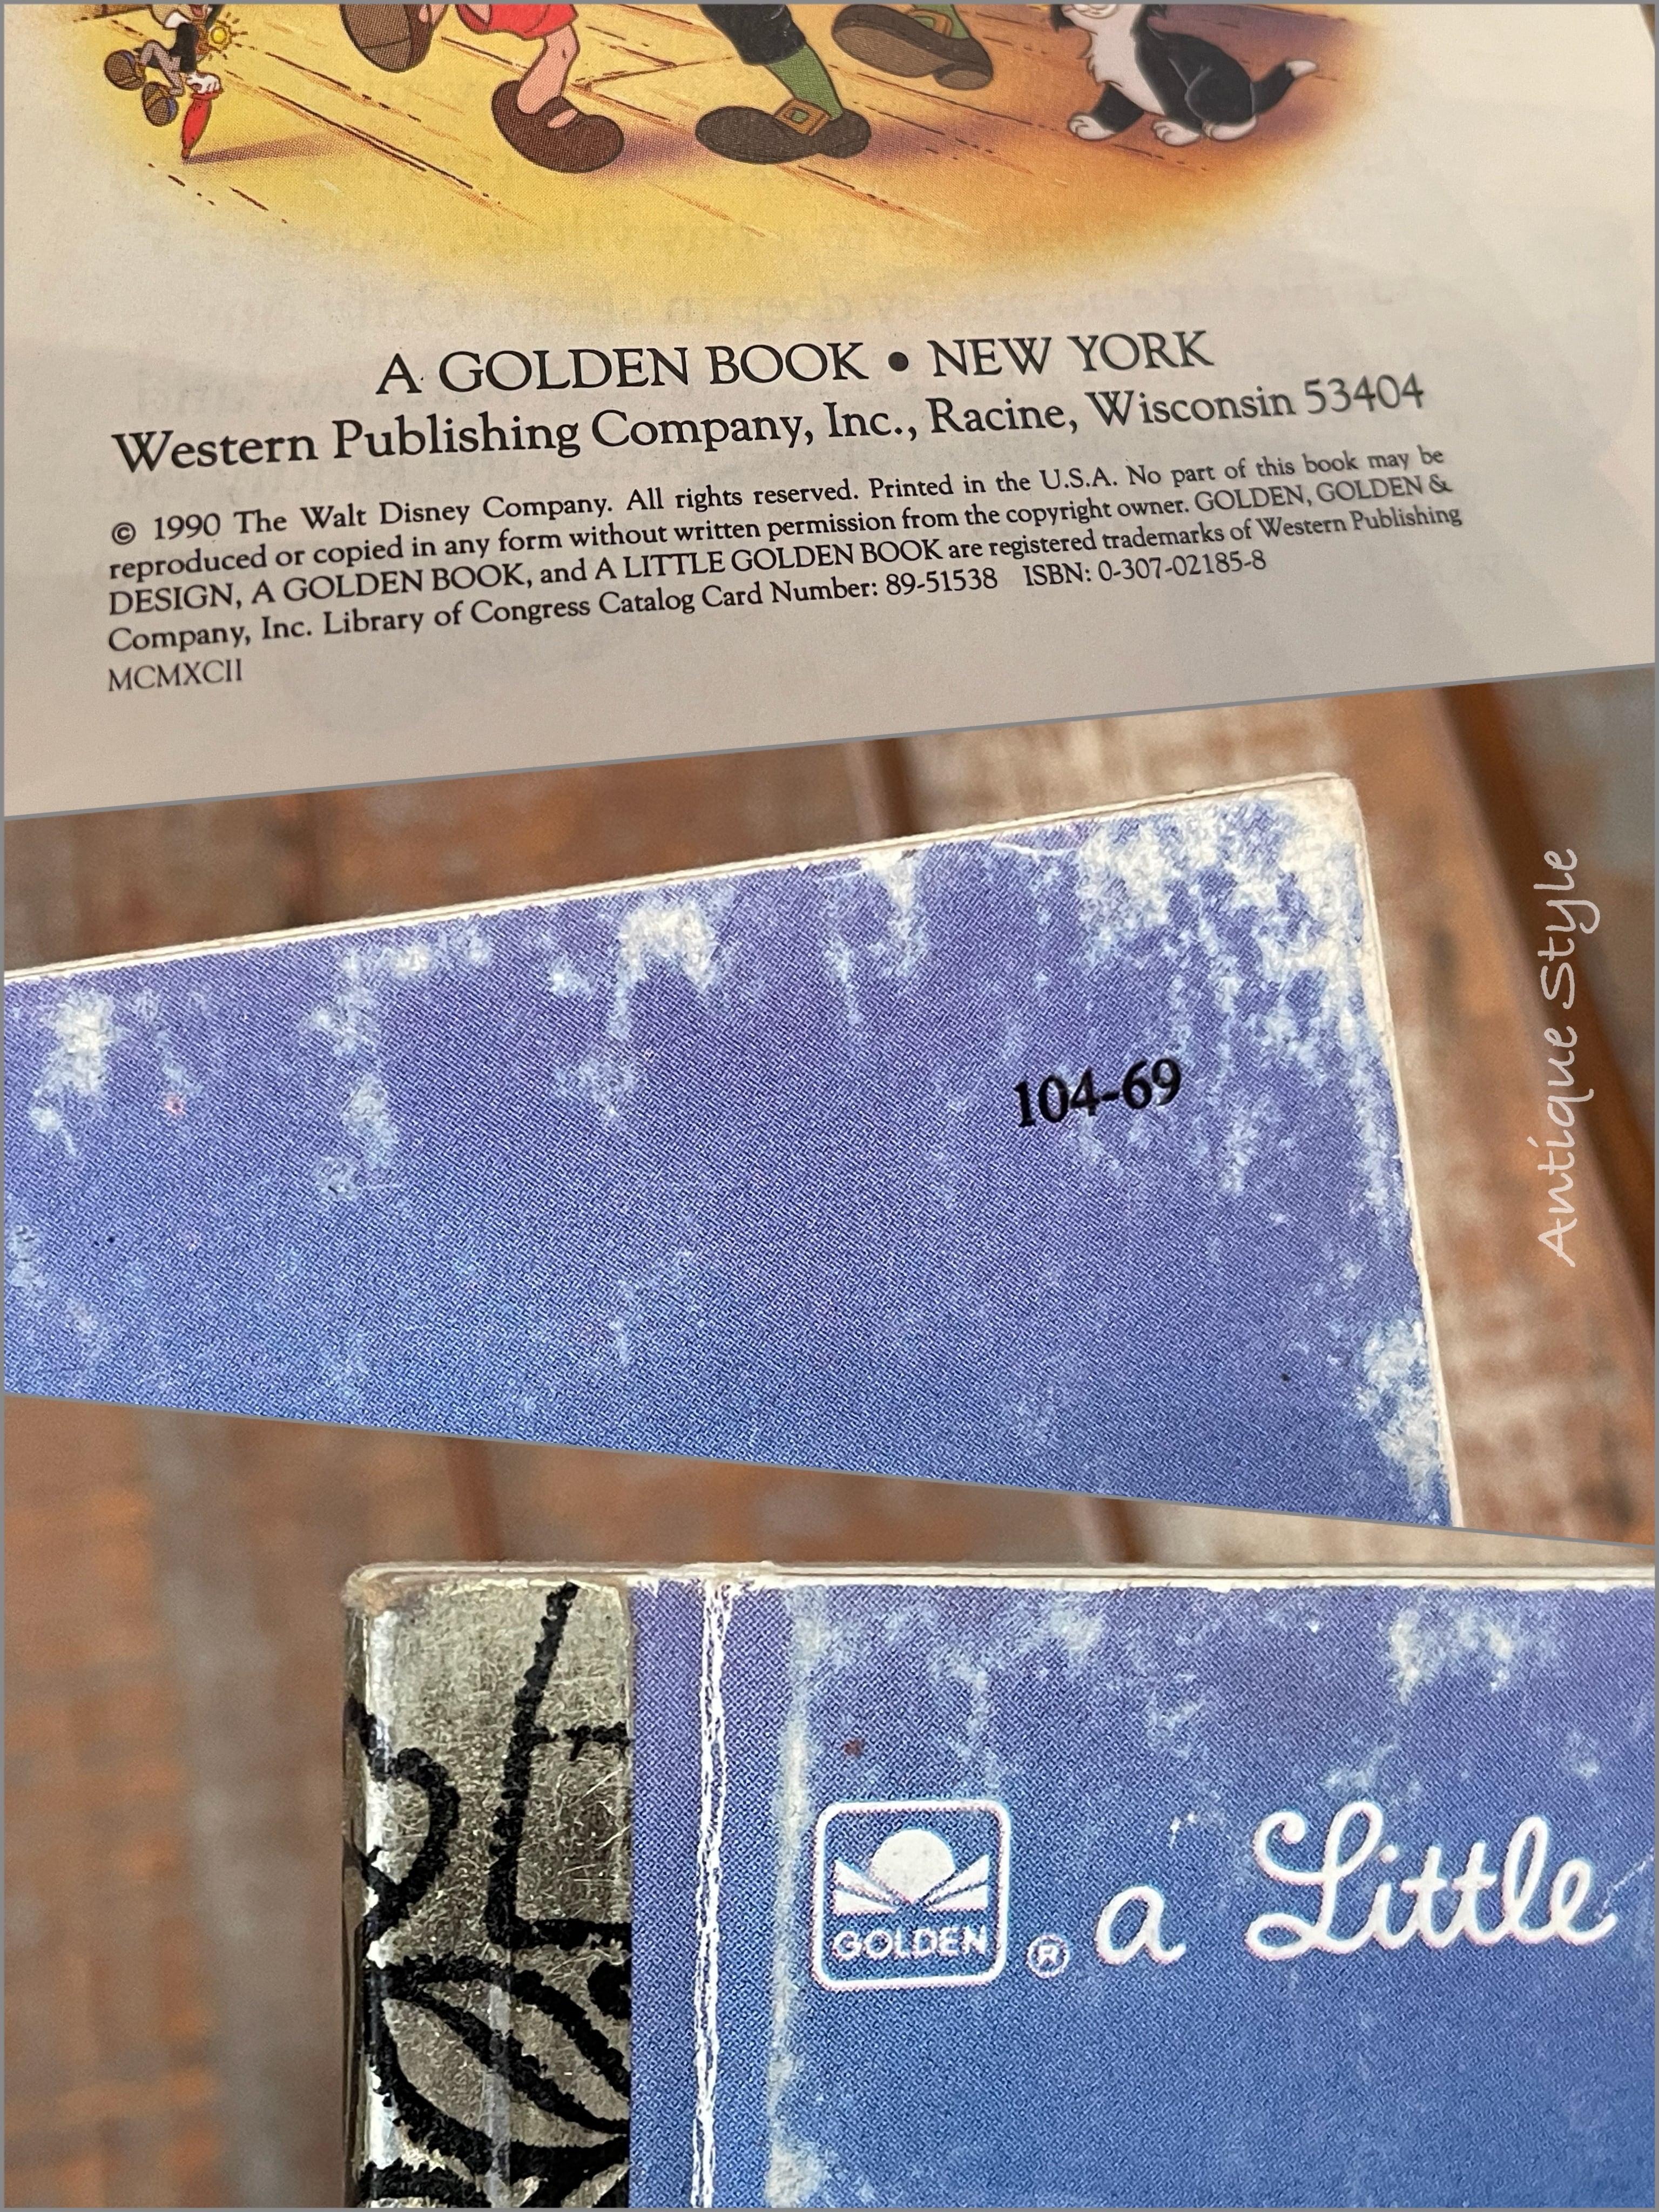 A GOLDEN BOOK • NEW YORK
Western Publishing Company, Inc., Racine, Wisconsin 53404
© 1990 The Walt Disney Company. All rights reserved. Printed in the U.S.A. No part of this book may be
reproduced or copied in any form without written permission from the copyright owner. GOLDEN, GOLDEN &
DESIGN, A GOLDEN BOOK, and A LITTLE GOLDEN BOOK are registered trademarks of Western Publishing
Company, Inc. Library of Congress Catalog Card Number: 89-51538 ISBN: 0-307-02185-8
MCMXCII
104-69
Antique Style
GOLDEN ® a Little